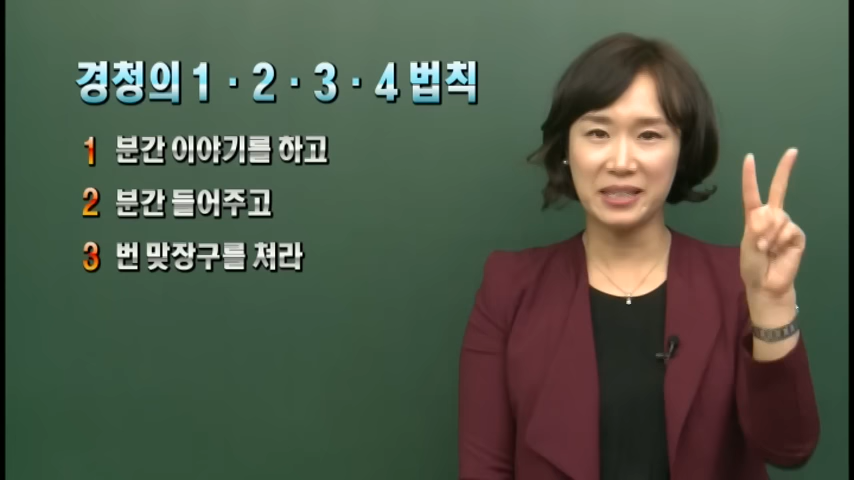 경청의 1·2·3·4 법칙
1 분간 이야기를 하고
2 분간 들어주고
3 번 맞장구를 쳐라